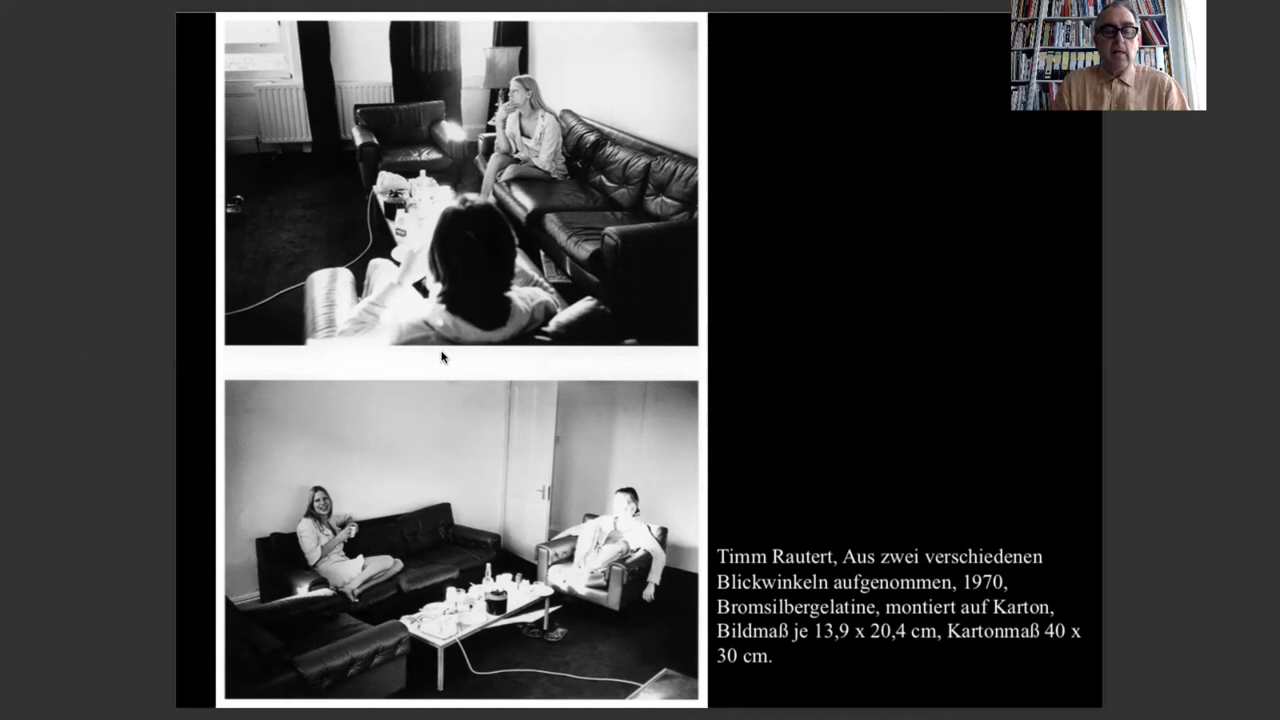 Timm Rautert, Aus zwei verschiedenen
Blickwinkeln aufgenommen, 1970,
Bromsilbergelatine, montiert auf Karton,
Bildmaß je 13,9 x 20,4 cm, Kartonmaß 40 x
30 cm.